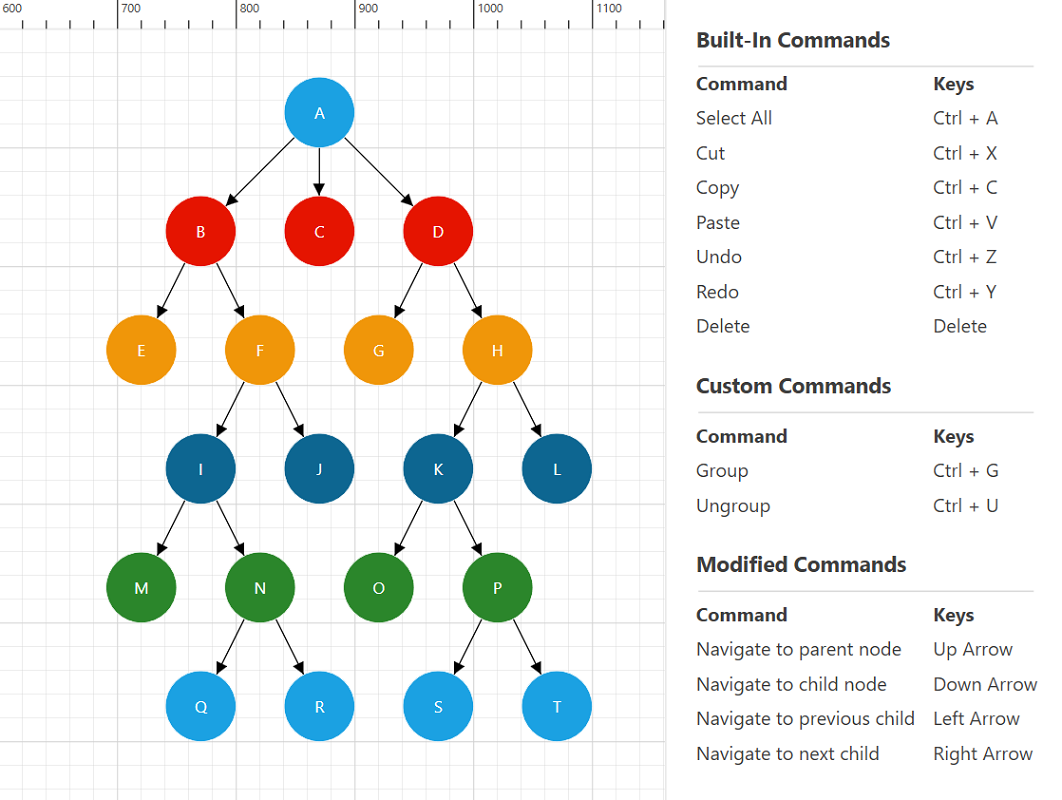 600 700 800 900 1000 1100
A
B C D
E F G H
I J K L
M N O P
Q R S T
Built-In Commands
Command Keys
Select All Ctrl + A
Cut Ctrl + X
Copy Ctrl + C
Paste Ctrl + V
Undo Ctrl + Z
Redo Ctrl + Y
Delete Delete
Custom Commands
Command Keys
Group Ctrl + G
Ungroup Ctrl + U
Modified Commands
Command Keys
Navigate to parent node Up Arrow
Navigate to child node Down Arrow
Navigate to previous child Left Arrow
Navigate to next child Right Arrow